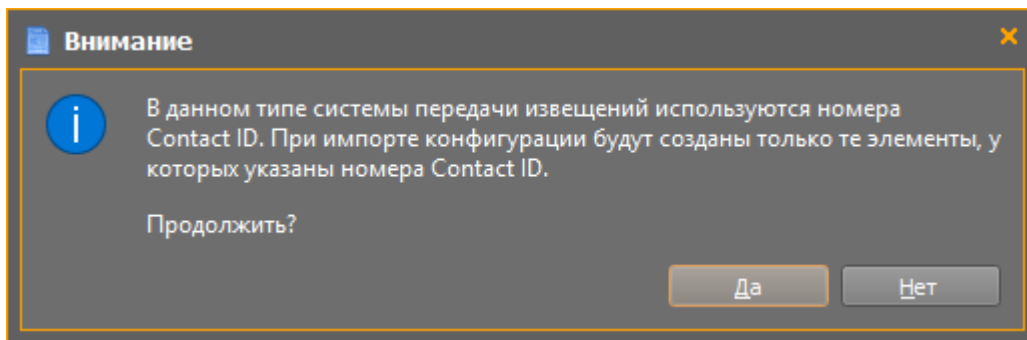 Внимание
В данном типе системы передачи извещений используются номера
Contact ID. При импорте конфигурации будут созданы только те элементы, у
которых указаны номера Contact ID.
Продолжить?
Да
Нет